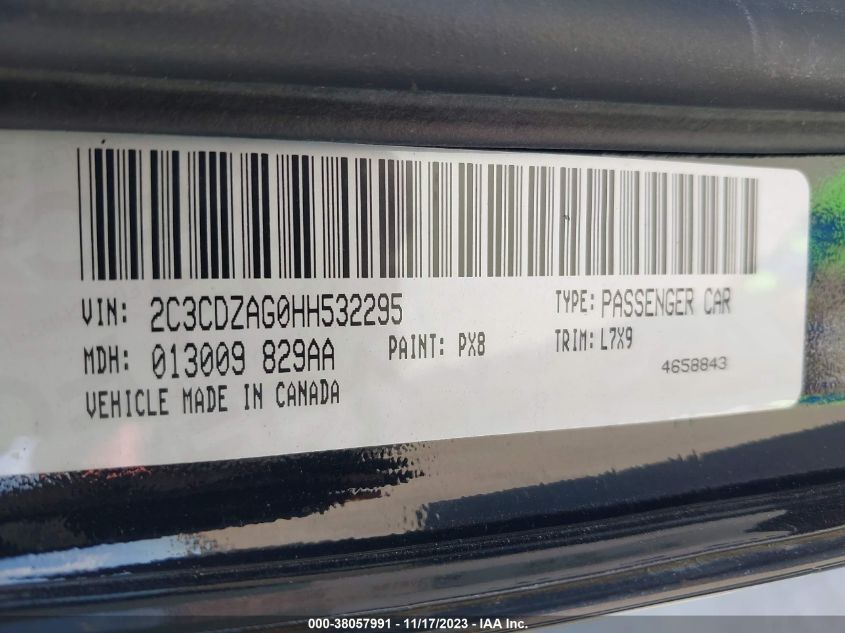 VIN: 2C3CDZAG0HH532295 TYPE: PASSENGER CAR
MDH: 013009 829AA PAINT: PX8 TRIM: L7X9
4658843
VEHICLE MADE IN CANADA
000-38057991 - 11/17/2023 - IAA Inc.